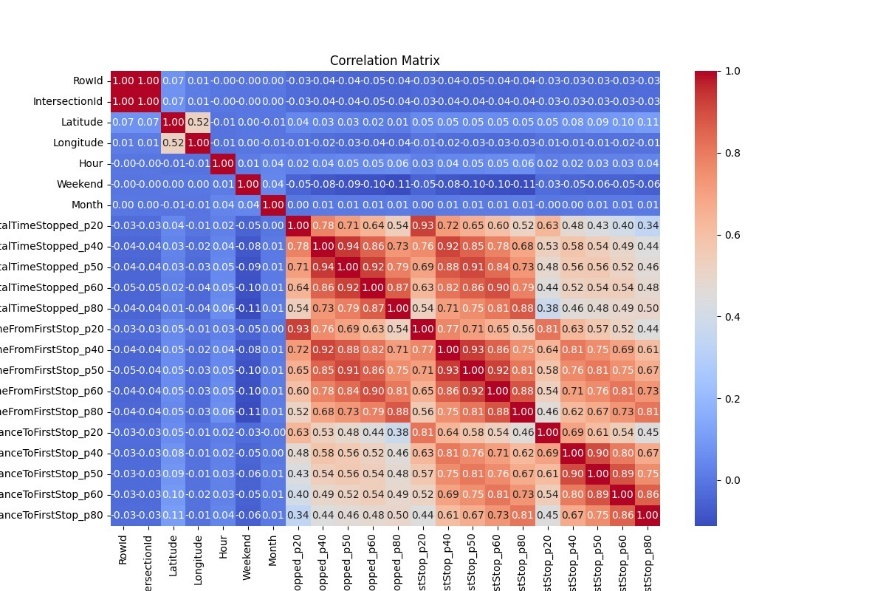 Correlation Matrix
RowId 1.00 1.00 0.07 0.01 -0.00 -0.00 0.00 -0.03 -0.04 -0.04 -0.05 -0.04 -0.03 -0.04 -0.05 -0.04 -0.04 -0.03 -0.03 -0.03 -0.03 -0.03
IntersectionId 1.00 1.00 0.07 0.01 -0.00 -0.00 0.00 -0.03 -0.04 -0.04 -0.05 -0.04 -0.03 -0.04 -0.04 -0.04 -0.04 -0.03 -0.03 -0.03 -0.03 -0.03
Latitude 0.07 0.07 1.00 0.52 -0.01 0.00 -0.01 0.04 0.03 0.03 0.02 0.01 0.05 0.05 0.05 0.05 0.05 0.05 0.08 0.09 0.10 0.11
Longitude 0.01 0.01 0.52 1.00 -0.01 0.00 -0.01 -0.02 -0.03 -0.03 -0.04 -0.04 -0.01 -0.02 -0.03 -0.03 -0.03 -0.01 -0.01 -0.01 -0.02 -0.01
Hour -0.00 -0.00 -0.01 -0.01 1.00 0.01 0.04 0.02 0.04 0.05 0.05 0.06 0.03 0.05 0.05 0.05 0.06 0.02 0.02 0.03 0.03 0.04
Weekend -0.00 -0.00 0.00 0.00 0.01 1.00 0.04 -0.05 -0.08 -0.09 -0.10 -0.11 -0.05 -0.08 -0.10 -0.10 -0.11 -0.03 -0.05 -0.06 -0.05 -0.06
Month 0.00 0.00 -0.01 -0.01 0.04 0.04 1.00 0.00 0.01 0.01 0.01 0.01 0.00 0.01 0.01 0.01 0.01 -0.00 0.01 0.01 0.01 0.01
alTimeStopped_p20 -0.03 -0.03 0.04 -0.02 0.02 -0.05 0.00 1.00 0.78 0.71 0.64 0.54 0.93 0.72 0.65 0.60 0.52 0.63 0.48 0.43 0.40 0.34
alTimeStopped_p40 -0.04 -0.04 0.03 -0.03 0.04 -0.08 0.01 0.78 1.00 0.94 0.86 0.73 0.76 0.92 0.85 0.78 0.68 0.53 0.58 0.54 0.49 0.44
alTimeStopped_p50 -0.04 -0.04 0.03 -0.03 0.05 -0.09 0.01 0.71 0.94 1.00 0.92 0.79 0.69 0.88 0.91 0.84 0.73 0.48 0.56 0.56 0.52 0.46
alTimeStopped_p60 -0.05 -0.05 0.02 -0.04 0.05 -0.10 0.01 0.64 0.86 0.92 1.00 0.87 0.63 0.82 0.86 0.90 0.79 0.44 0.52 0.54 0.54 0.48
alTimeStopped_p80 -0.04 -0.04 0.01 -0.04 0.06 -0.11 0.01 0.54 0.73 0.79 0.87 1.00 0.54 0.71 0.75 0.81 0.88 0.38 0.46 0.48 0.49 0.50
neFromFirstStop_p20 -0.03 -0.03 0.05 -0.01 0.03 -0.05 0.00 0.93 0.76 0.69 0.63 0.54 1.00 0.77 0.71 0.65 0.56 0.81 0.63 0.57 0.52 0.44
neFromFirstStop_p40 -0.04 -0.04 0.05 -0.02 0.05 -0.08 0.01 0.72 0.92 0.88 0.82 0.71 0.77 1.00 0.93 0.86 0.75 0.64 0.81 0.75 0.69 0.61
neFromFirstStop_p50 -0.05 -0.04 0.05 -0.03 0.05 -0.10 0.01 0.65 0.85 0.91 0.86 0.75 0.71 0.93 1.00 0.92 0.81 0.58 0.76 0.81 0.75 0.67
neFromFirstStop_p60 -0.04 -0.04 0.05 -0.03 0.05 -0.10 0.01 0.60 0.78 0.84 0.90 0.81 0.65 0.86 0.92 1.00 0.88 0.54 0.71 0.76 0.81 0.73
neFromFirstStop_p80 -0.04 -0.04 0.05 -0.03 0.06 -0.11 0.01 0.52 0.68 0.73 0.79 0.88 0.56 0.75 0.81 0.88 1.00 0.46 0.62 0.67 0.73 0.81
anceToFirstStop_p20 -0.03 -0.03 0.05 -0.01 0.02 -0.03 -0.00 0.63 0.53 0.48 0.44 0.38 0.81 0.64 0.58 0.54 0.46 1.00 0.69 0.61 0.54 0.45
anceToFirstStop_p40 -0.03 -0.03 0.08 -0.01 0.02 -0.05 0.01 0.48 0.58 0.56 0.52 0.46 0.63 0.81 0.76 0.71 0.62 0.69 1.00 0.90 0.80 0.67
anceToFirstStop_p50 -0.03 -0.03 0.09 -0.01 0.03 -0.06 0.01 0.43 0.54 0.56 0.54 0.48 0.57 0.75 0.81 0.76 0.67 0.61 0.90 1.00 0.89 0.75
anceToFirstStop_p60 -0.03 -0.03 0.10 -0.02 0.03 -0.05 0.01 0.40 0.49 0.52 0.54 0.49 0.52 0.69 0.75 0.81 0.73 0.54 0.80 0.89 1.00 0.86
anceToFirstStop_p80 -0.03 -0.03 0.11 -0.01 0.04 -0.06 0.01 0.34 0.44 0.46 0.48 0.50 0.44 0.61 0.67 0.73 0.81 0.45 0.67 0.75 0.86 1.00
RowId
ersectionId
Latitude
Longitude
Hour
Weekend
Month
opped_p20
opped_p40
opped_p50
opped_p60
opped_p80
stStop_p20
stStop_p40
stStop_p50
stStop_p60
stStop_p80
stStop_p20
stStop_p40
stStop_p50
stStop_p60
stStop_p80
1.0
0.8
0.6
0.4
0.2
0.0